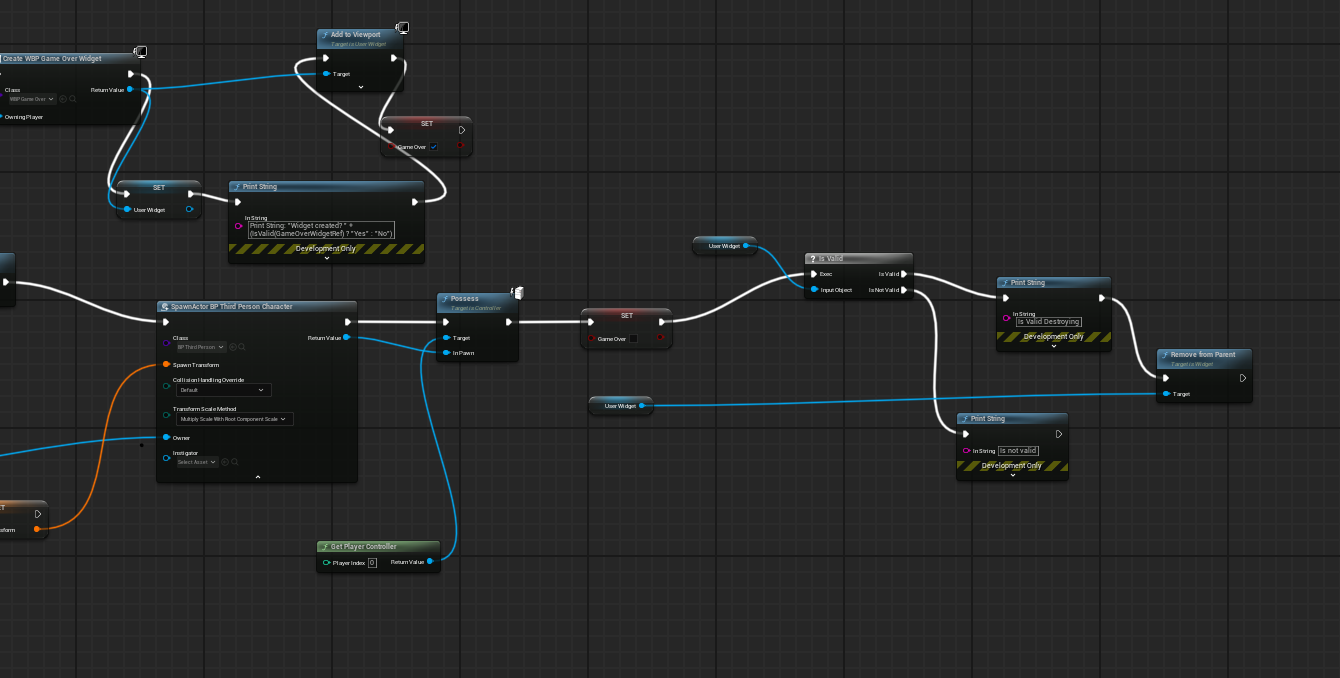 Add to Viewport
Target is User Widget
Target
Create WBP Game Over Widget
Class
Return Value
WBP Game Over
Owning Player
SET
Game Over
SET
User Widget
Print String
In String
Print String: "Widget created? " +
(IsValid(GameOverWidgetRef) ? "Yes" : "No")
Development Only
SpawnActor BP Third Person Character
Class
Return Value
BP Third Person
Spawn Transform
Collision Handling Override
Default
Transform Scale Method
Multiply Scale With Root Component Scale
Owner
Instigator
Select Asset
Possess
Target is Controller
Target
In Pawn
SET
Game Over
User Widget
Is Valid
Exec
Is Valid
Input Object
Is Not Valid
Print String
In String
Is Valid Destroying
Development Only
Remove from Parent
Target is Widget
Target
User Widget
Print String
In String
Is not valid
Development Only
Get Player Controller
Player Index
0
Return Value